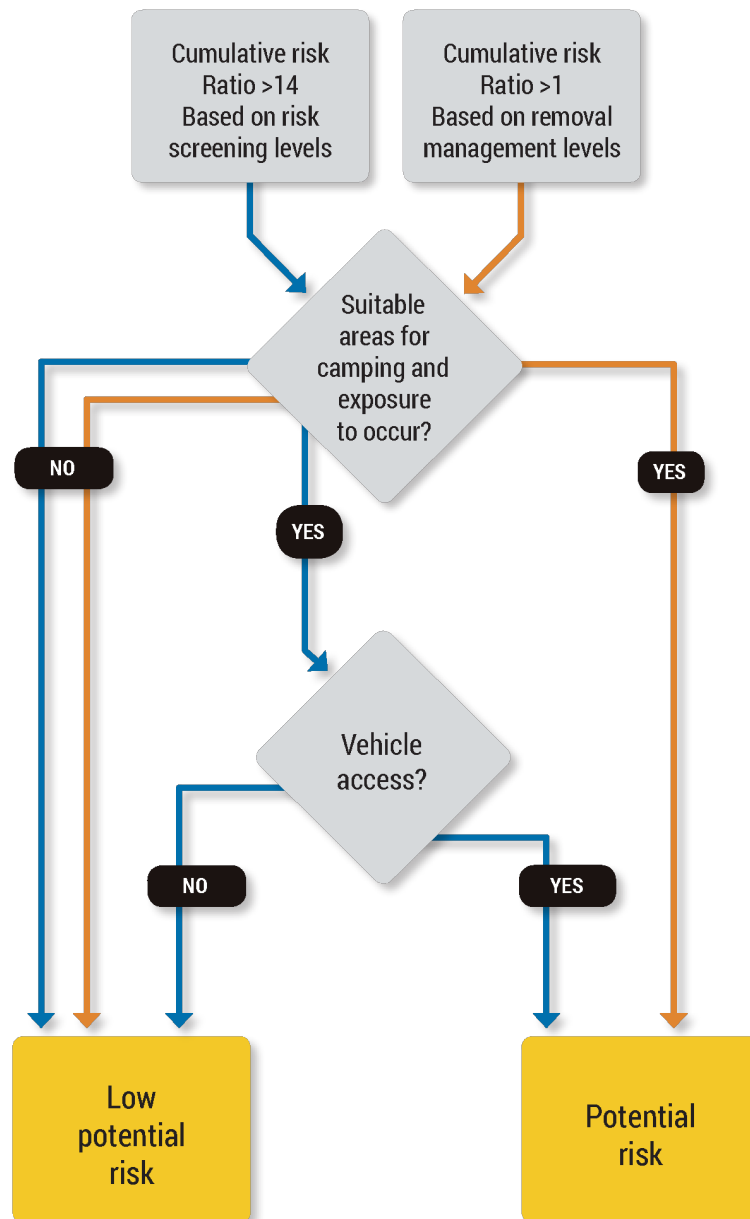 Cumulative risk
Ratio >14
Based on risk
screening levels
Cumulative risk
Ratio >1
Based on removal
management levels
Suitable
areas for
camping and
exposure
to occur?
NO
YES
YES
Vehicle
access?
NO
YES
Low
potential
risk
Potential
risk